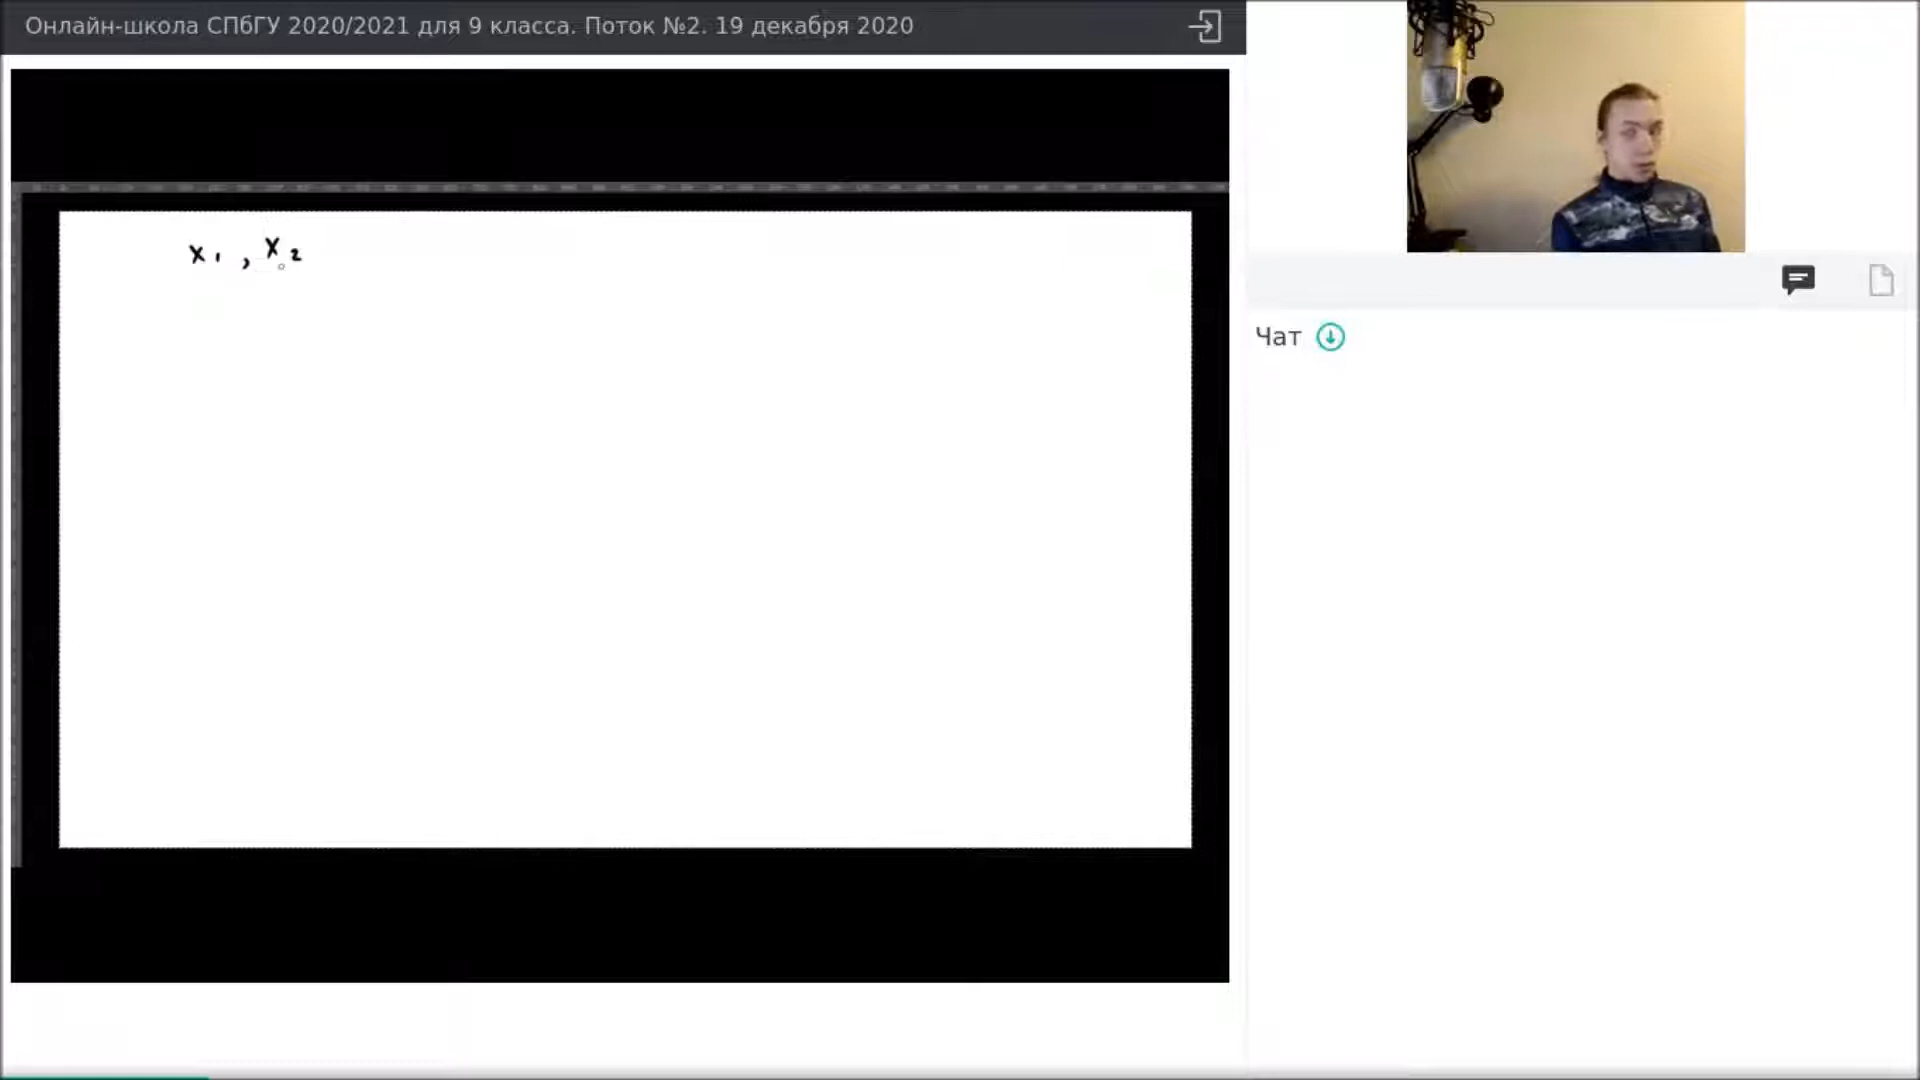 Онлайн-школа СПбГУ 2020/2021 для 9 класса. Поток №2. 19 декабря 2020
x₁ , x₂
Чат